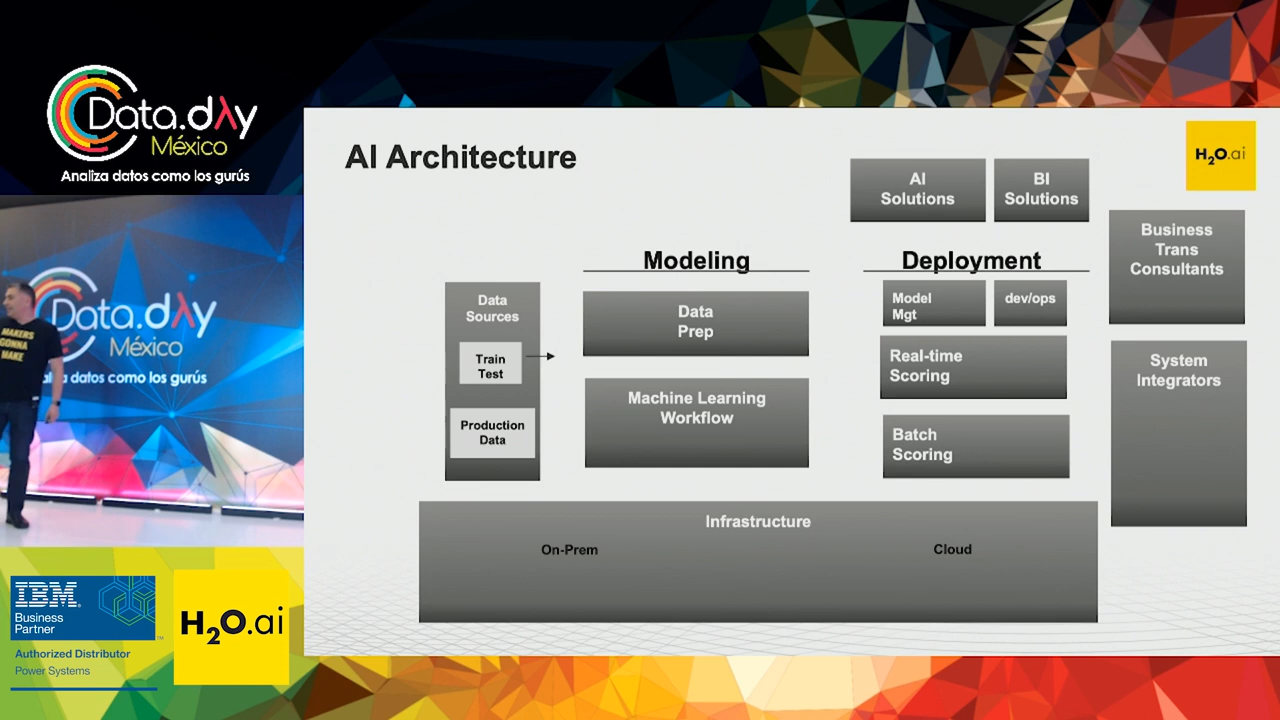 Data.dλy
México
Analiza datos como los gurús
Data.dλy
México
a datos como los gurús
MAKERS
GONNA
MAKE
IBM.
Business
Partner
TM
Authorized Distributor
Power Systems
H2O.ai
AI Architecture
H2O.ai
AI
Solutions
BI
Solutions
Business
Trans
Consultants
Modeling
Deployment
Data
Sources
Train
Test
Production
Data
Data
Prep
Machine Learning
Workflow
Model
Mgt
dev/ops
Real-time
Scoring
Batch
Scoring
System
Integrators
Infrastructure
On-Prem
Cloud